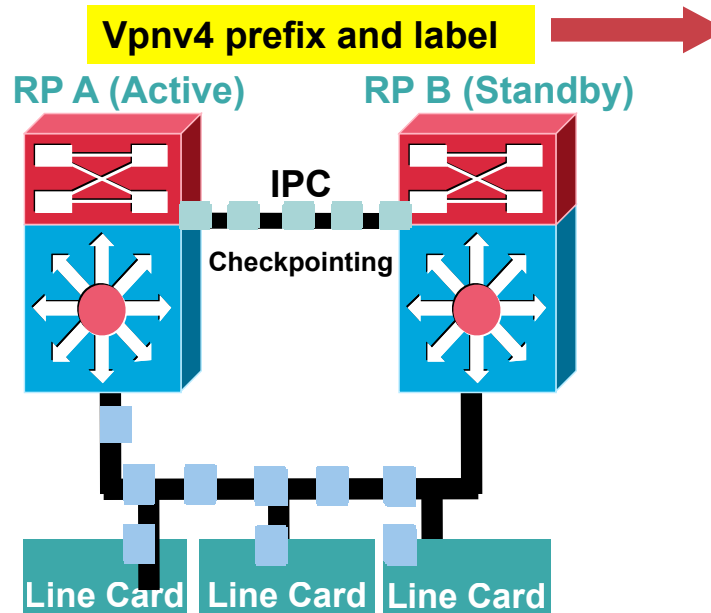 Vpnv4 prefix and label
RP A (Active)
RP B (Standby)
IPC
Checkpointing
Line Card
Line Card
Line Card